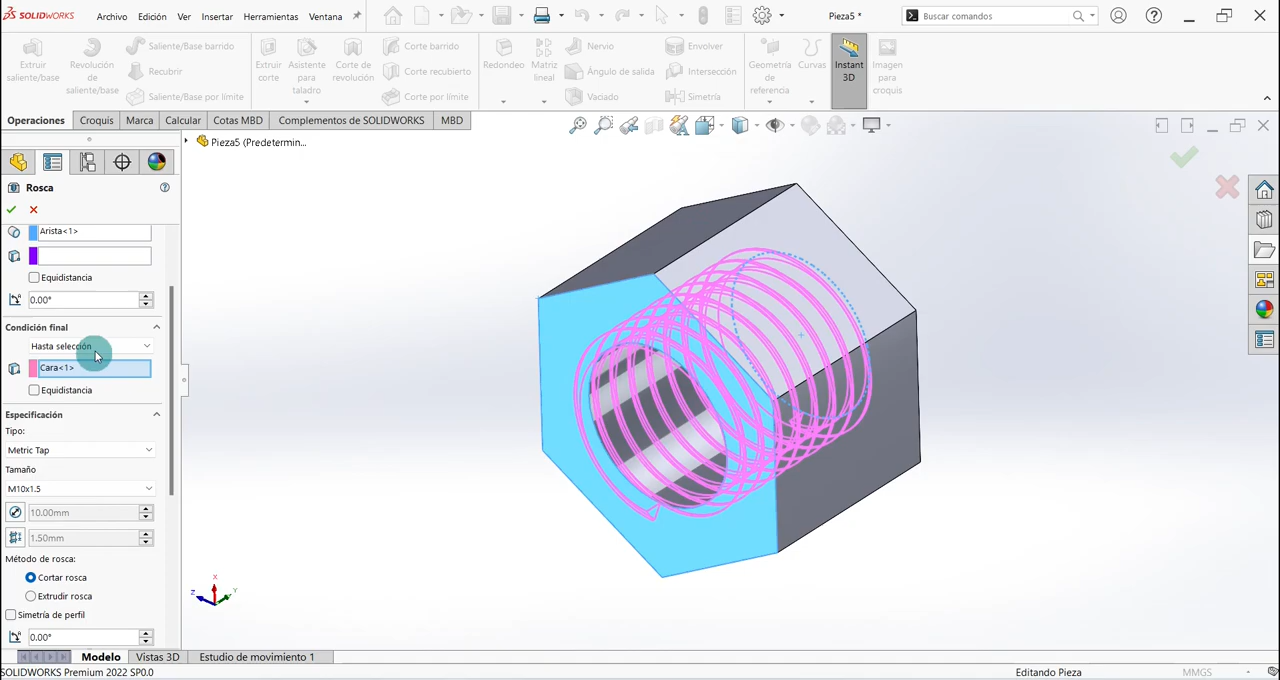 SOLIDWORKS Archivo Edición Ver Insertar Herramientas Ventana Pieza5 * Buscar comandos
Extruir saliente/base
Revolución de saliente/base
Saliente/Base barrido
Recubrir
Saliente/Base por límite
Extruir corte
Asistente para taladro
Corte de revolución
Corte barrido
Corte recubierto
Corte por límite
Redondeo
Matriz lineal
Nervio
Ángulo de salida
Vaciado
Envolver
Intersección
Simetría
Geometría de referencia
Curvas
Instant 3D
Imagen para croquis
Operaciones Croquis Marca Calcular Cotas MBD Complementos de SOLIDWORKS MBD
Pieza5 (Predetermin...
Rosca
Arista<1>
Equidistancia
0.00°
Condición final
Hasta selección
Cara<1>
Equidistancia
Especificación
Tipo:
Metric Tap
Tamaño
M10x1.5
10.00mm
1.50mm
Método de rosca:
Cortar rosca
Extrudir rosca
Simetría de perfil
0.00°
X
Y
Z
Modelo Vistas 3D Estudio de movimiento 1
SOLIDWORKS Premium 2022 SP0.0 Editando Pieza MMGS